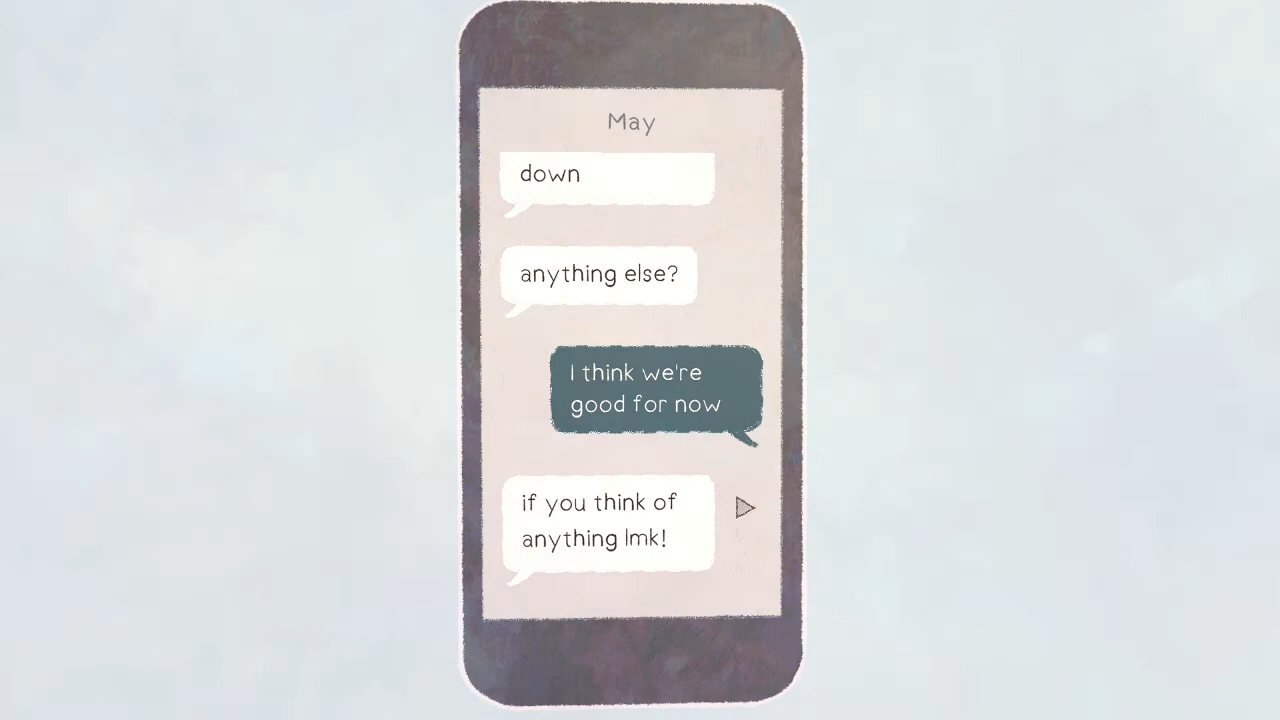 May
down
anything else?
I think we're
good for now
if you think of
anything lmk!